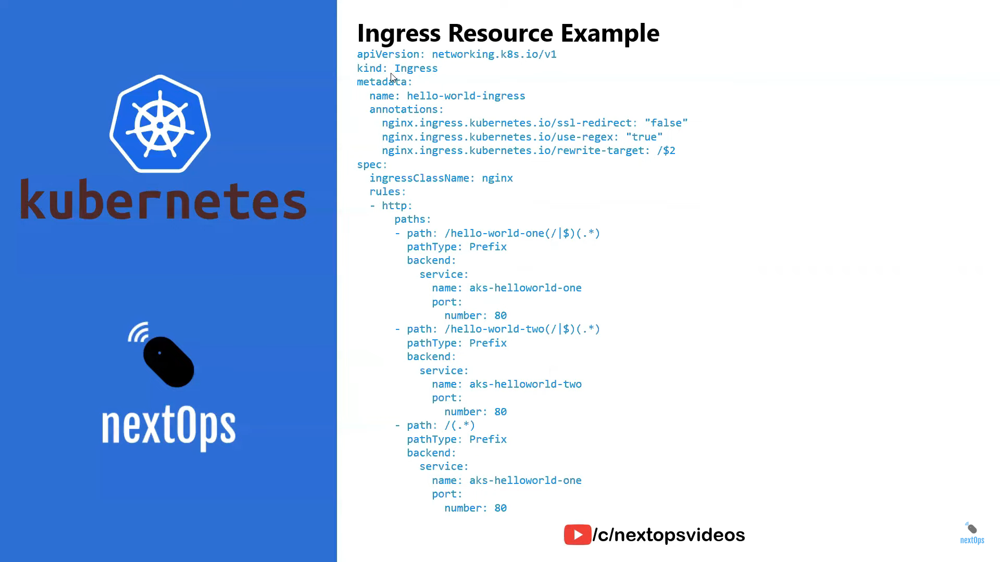 kubernetes
nextOps
Ingress Resource Example
apiVersion: networking.k8s.io/v1
kind: Ingress
metadata:
  name: hello-world-ingress
  annotations:
    nginx.ingress.kubernetes.io/ssl-redirect: "false"
    nginx.ingress.kubernetes.io/use-regex: "true"
    nginx.ingress.kubernetes.io/rewrite-target: /$2
spec:
  ingressClassName: nginx
  rules:
  - http:
      paths:
      - path: /hello-world-one(/|$)(.*)
        pathType: Prefix
        backend:
          service:
            name: aks-helloworld-one
            port:
              number: 80
      - path: /hello-world-two(/|$)(.*)
        pathType: Prefix
        backend:
          service:
            name: aks-helloworld-two
            port:
              number: 80
      - path: /(.*)
        pathType: Prefix
        backend:
          service:
            name: aks-helloworld-one
            port:
              number: 80
/c/nextopsvideos
nextOps